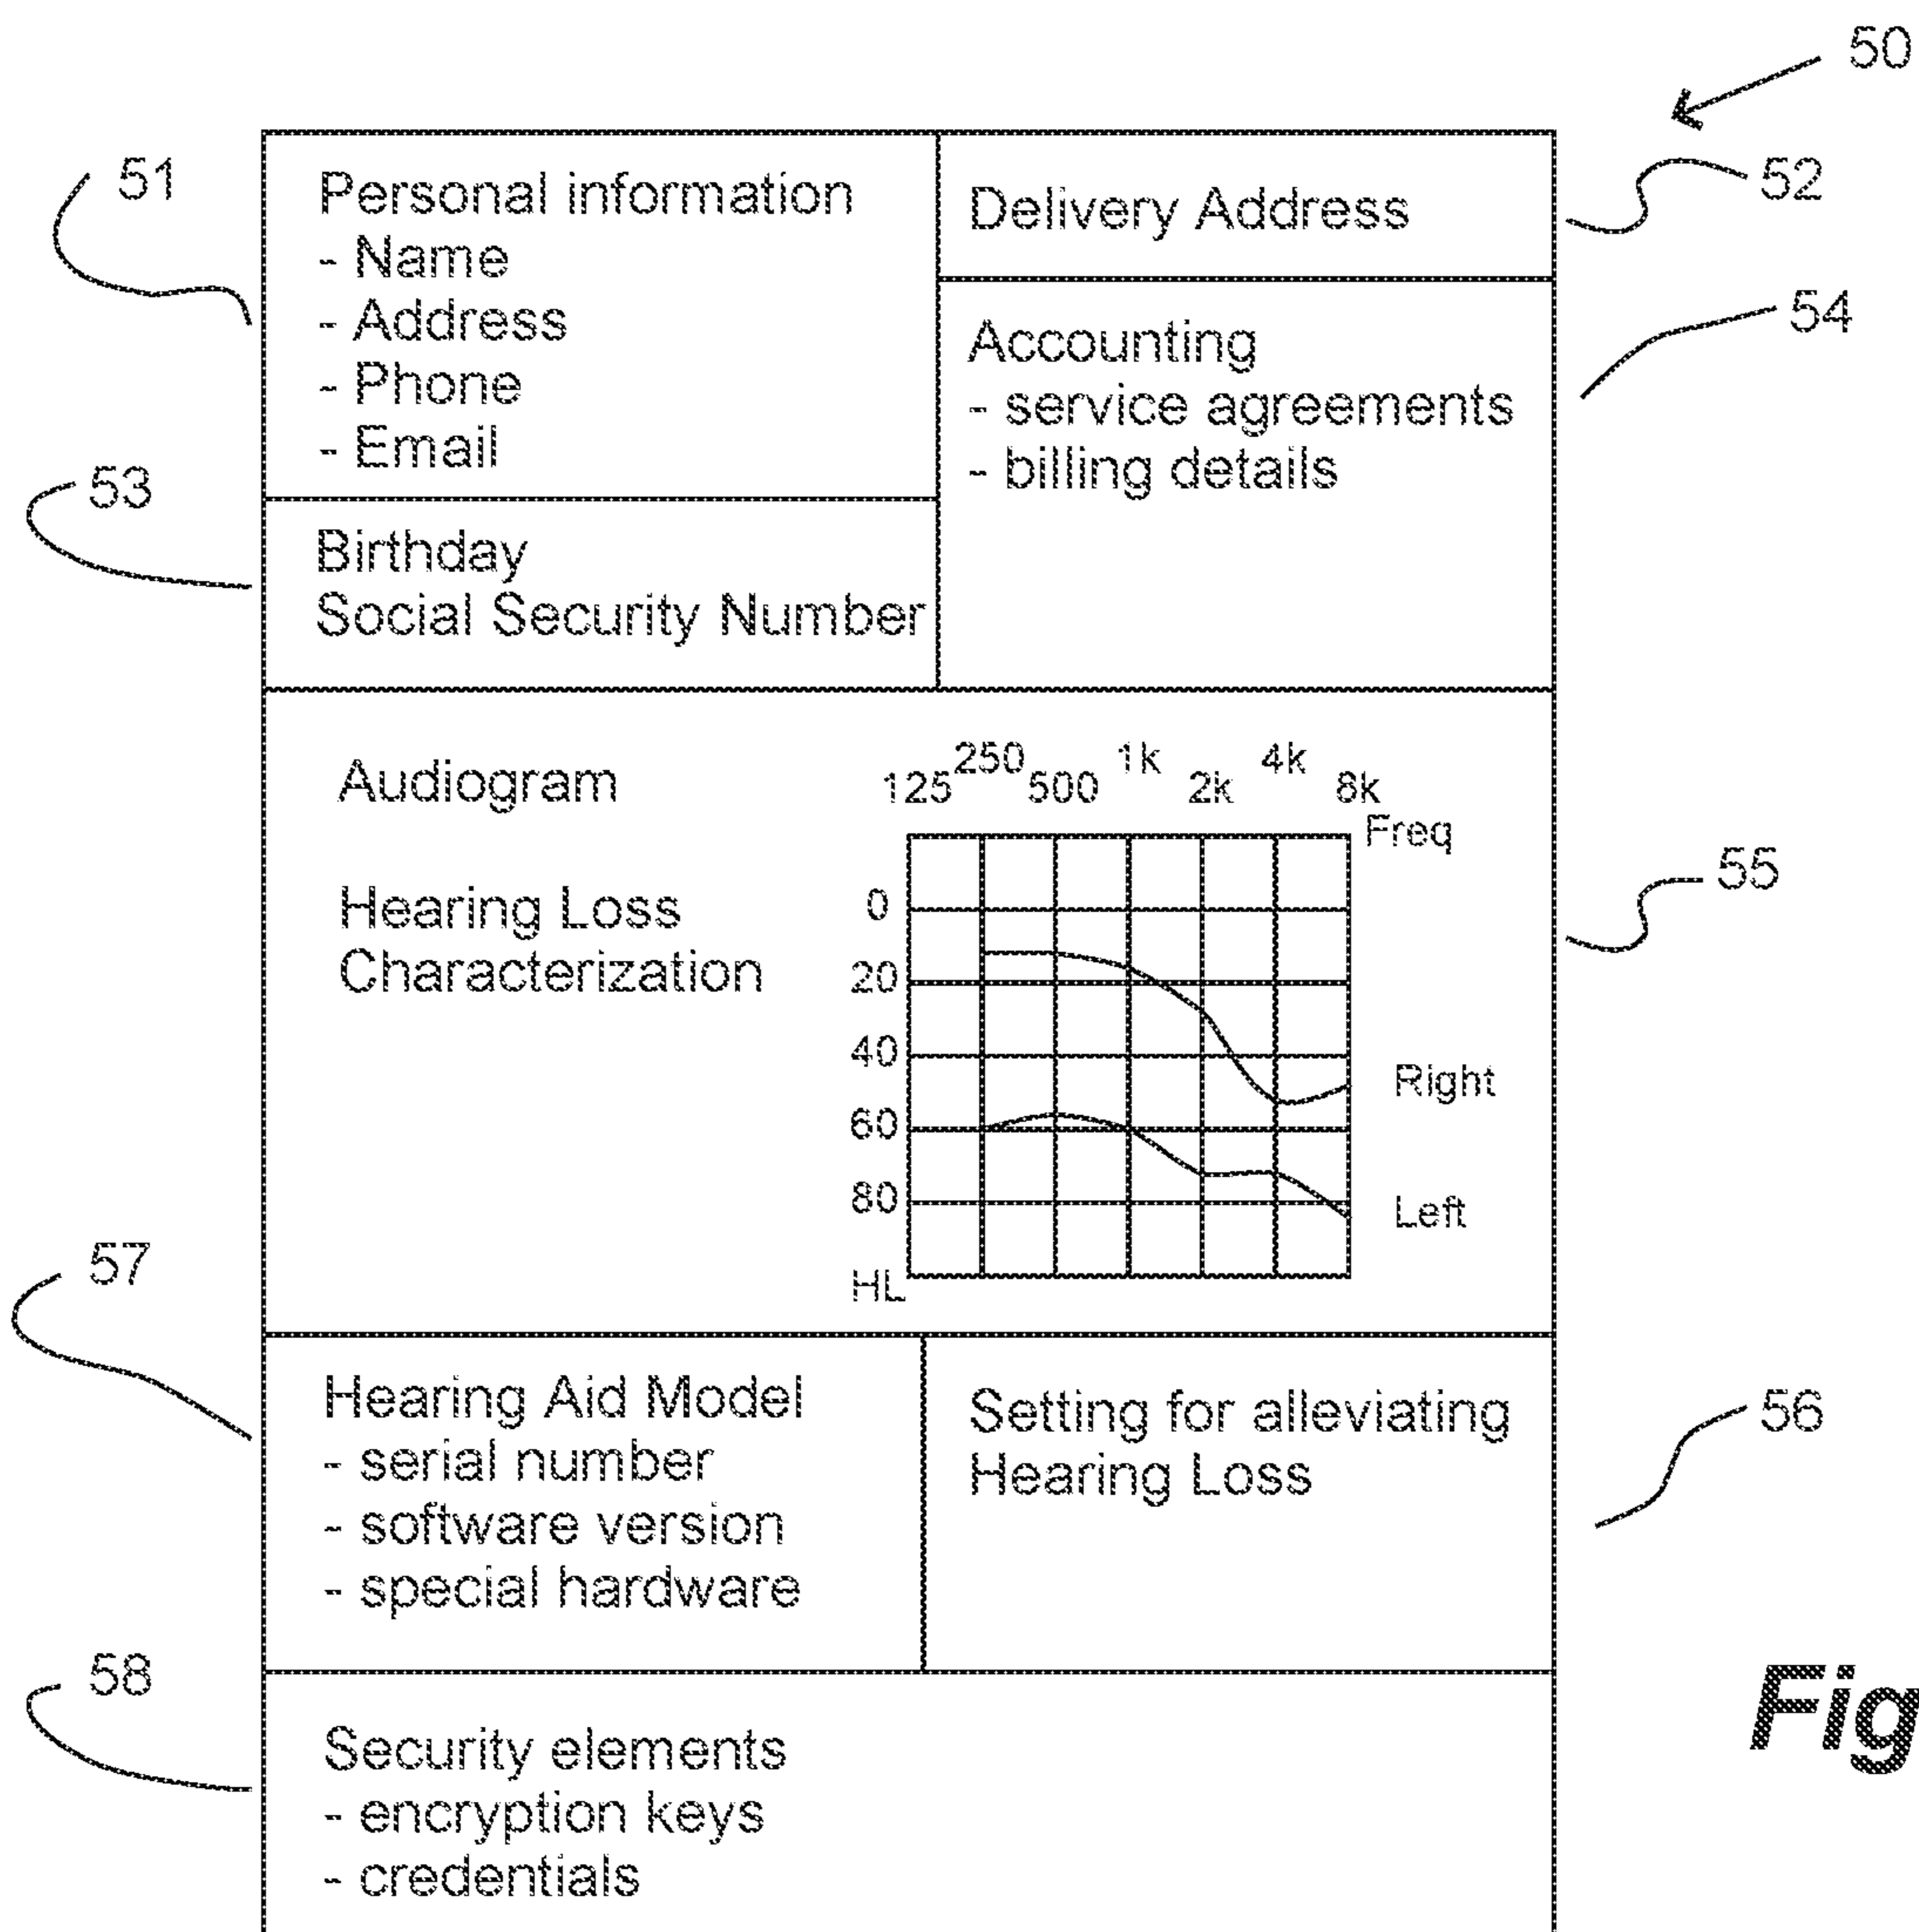 50
51
Personal information
- Name
- Address
- Phone
- Email
Delivery Address
52
Accounting
- service agreements
- billing details
54
53
Birthday
Social Security Number
Audiogram
Hearing Loss
Characterization
125 250 500 1k 2k 4k 8k
Freq
0
20
40
60
80
HL
Right
Left
55
57
Hearing Aid Model
- serial number
- software version
- special hardware
Setting for alleviating
Hearing Loss
56
58
Security elements
- encryption keys
- credentials
Fig